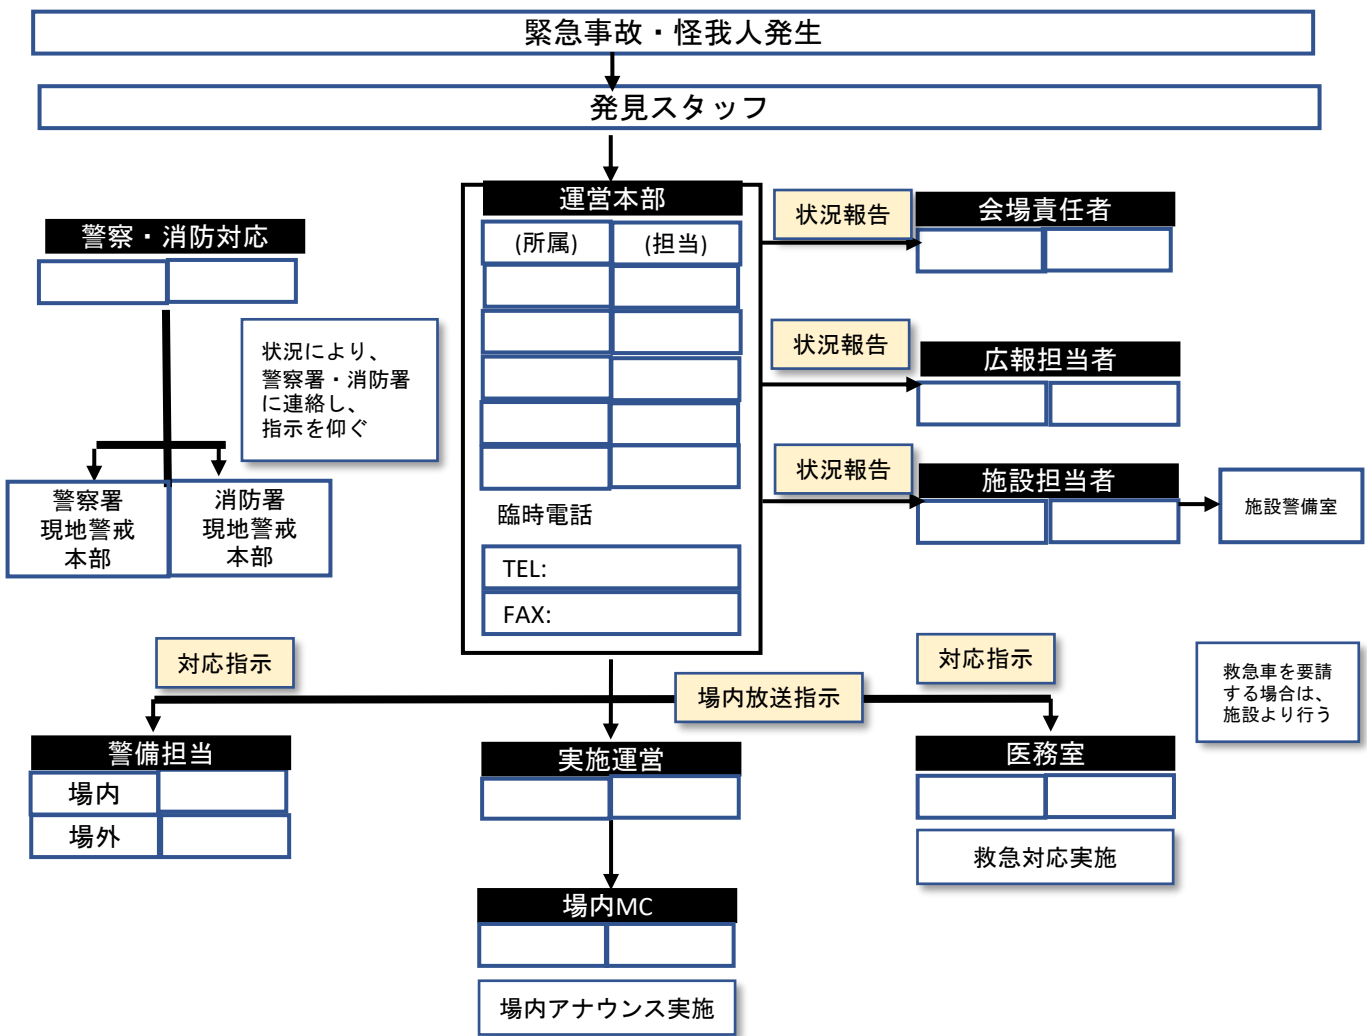 緊急事故・怪我人発生
発見スタッフ
運営本部
(所属)
(担当)
臨時電話
TEL:
FAX:
警察・消防対応
状況により、
警察署・消防署
に連絡し、
指示を仰ぐ
警察署
現地警戒
本部
消防署
現地警戒
本部
状況報告
会場責任者
状況報告
広報担当者
状況報告
施設担当者
施設警備室
対応指示
場内放送指示
対応指示
救急車を要請
する場合は、
施設より行う
警備担当
場内
場外
実施運営
医務室
救急対応実施
場内MC
場内アナウンス実施